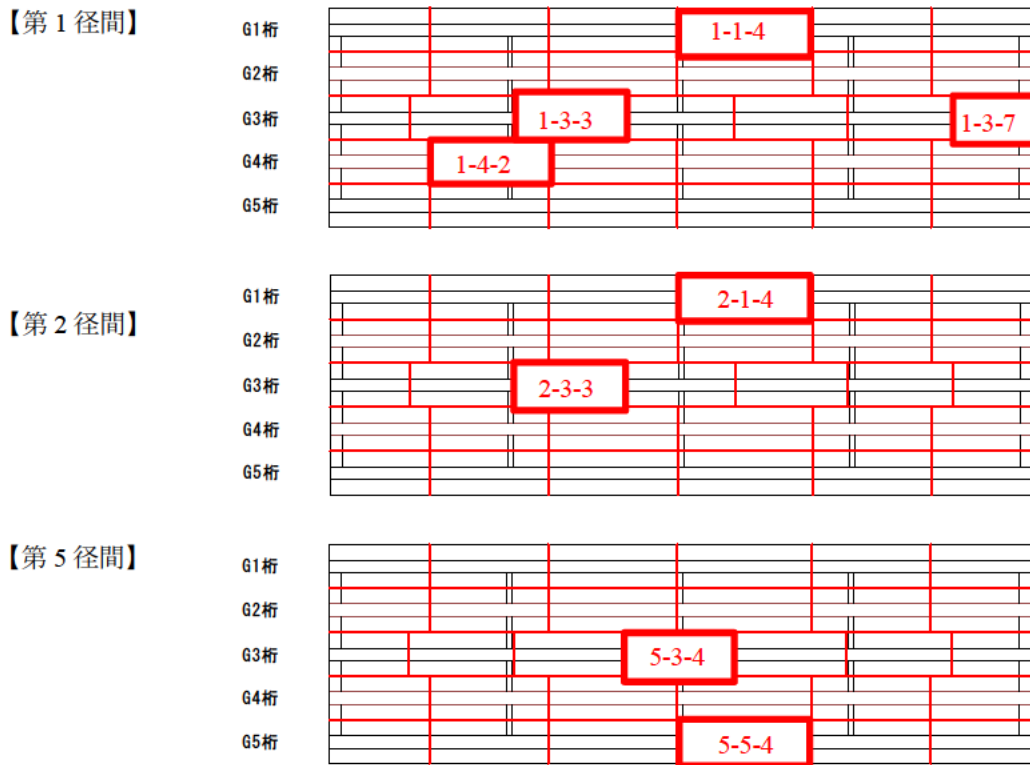 【第 1 径間】
G1桁
1-1-4
G2桁
G3桁
1-3-3
1-3-7
G4桁
1-4-2
G5桁
【第 2 径間】
G1桁
2-1-4
G2桁
G3桁
2-3-3
G4桁
G5桁
【第 5 径間】
G1桁
G2桁
G3桁
5-3-4
G4桁
G5桁
5-5-4